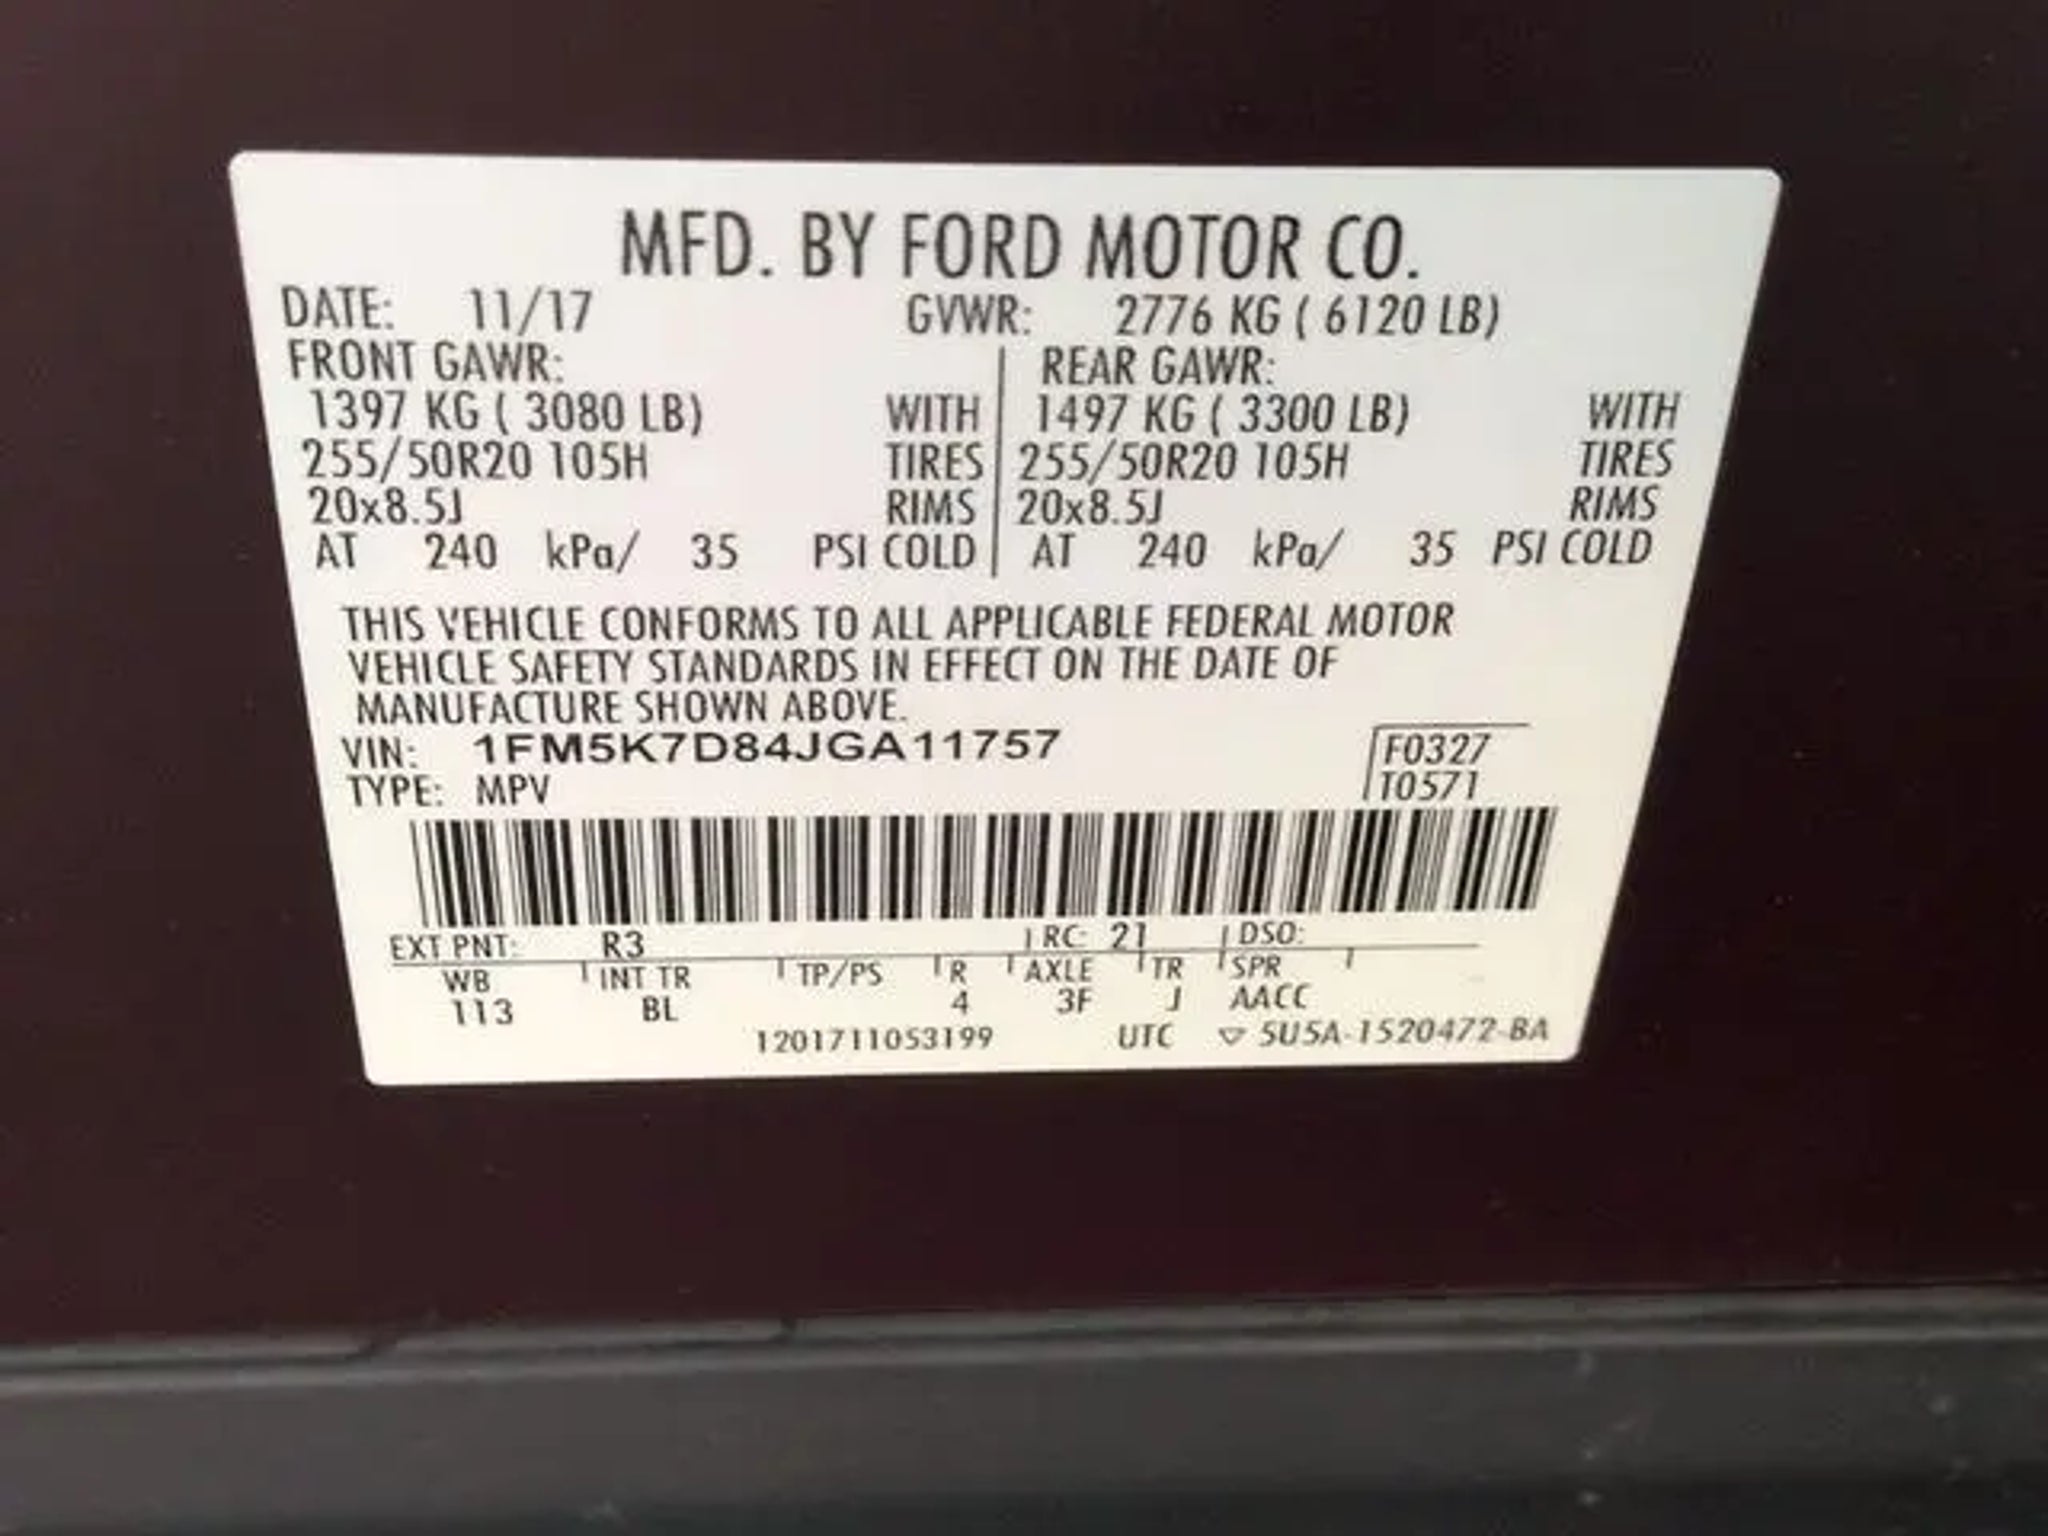 MFD. BY FORD MOTOR CO.
DATE: 11/17 GVWR: 2776 KG ( 6120 LB)
FRONT GAWR: REAR GAWR:
1397 KG ( 3080 LB) WITH 1497 KG ( 3300 LB) WITH
255/50R20 105H TIRES 255/50R20 105H TIRES
20x8.5J RIMS 20x8.5J RIMS
AT 240 kPa/ 35 PSI COLD AT 240 kPa/ 35 PSI COLD
THIS VEHICLE CONFORMS TO ALL APPLICABLE FEDERAL MOTOR
VEHICLE SAFETY STANDARDS IN EFFECT ON THE DATE OF
MANUFACTURE SHOWN ABOVE.
VIN: 1FM5K7D84JGA11757 F0327
TYPE: MPV T0571
EXT PNT: R3 RC: 21 DSO:
WB INT TR TP/PS R AXLE TR SPR
113 BL 4 3F J AACC
1201711053199 UTC ▽ 5U5A-1520472-BA